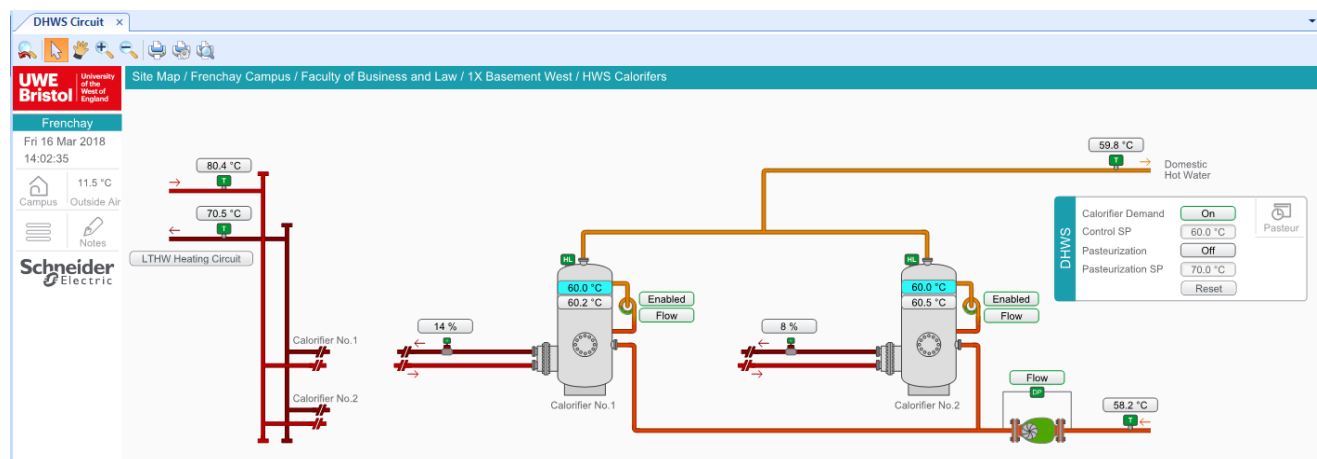 DHWS Circuit ×
UWE Bristol
University of the West of England
Site Map / Frenchay Campus / Faculty of Business and Law / 1X Basement West / HWS Calorifers
Frenchay
Fri 16 Mar 2018
14:02:35
11.5 °C
Campus
Outside Air
Notes
Schneider
Electric
80.4 °C
T
70.5 °C
T
LTHW Heating Circuit
Calorifier No.1
Calorifier No.2
14 %
HL
60.0 °C
60.2 °C
Enabled
Flow
Calorifier No.1
8 %
HL
60.0 °C
60.5 °C
Enabled
Flow
Calorifier No.2
59.8 °C
T
Domestic
Hot Water
DHWS
Calorifier Demand On
Control SP 60.0 °C
Pasteurization Off
Pasteurization SP 70.0 °C
Reset
Pasteur
Flow
DP
58.2 °C
T